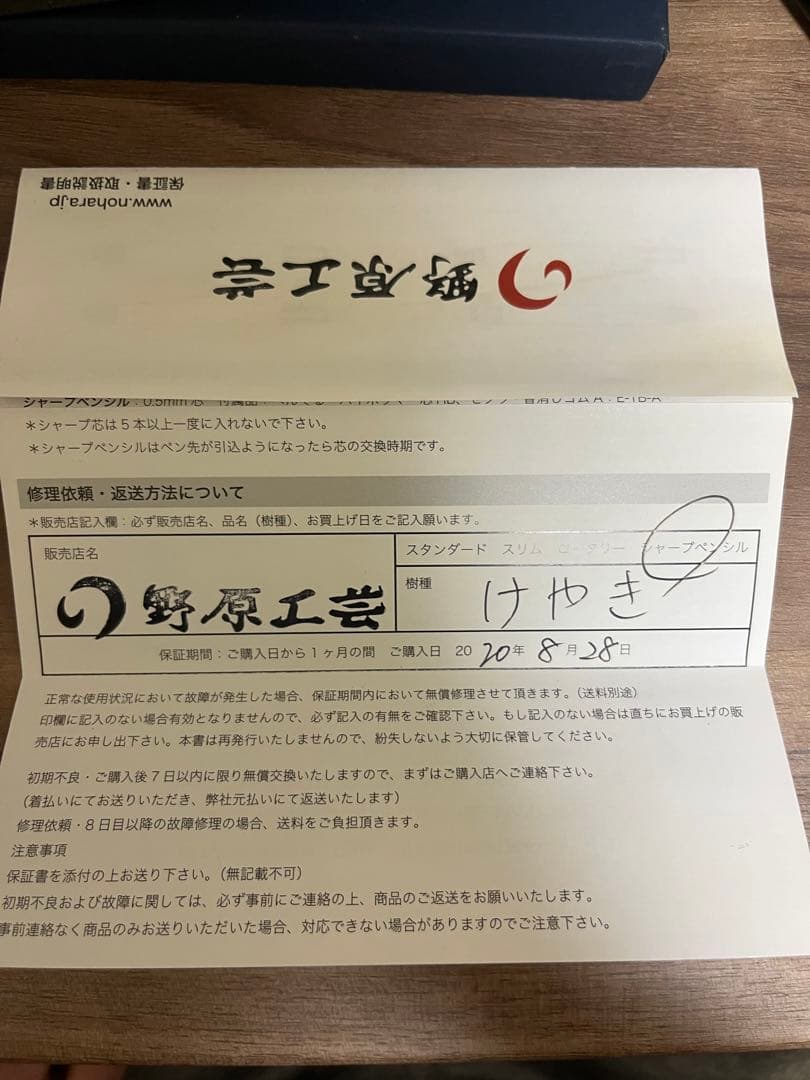 保証書・取扱説明書
www.nohara.jp
野原工芸
シャープペンシル：0.5mm芯
＊シャープ芯は5本以上一度に入れないで下さい。
＊シャープペンシルはペン先が引込ようになったら芯の交換時期です。
修理依頼・返送方法について
＊販売店記入欄：必ず販売店名、品名（樹種）、お買上げ日をご記入願います。
販売店名
野原工芸
スタンダード スリム ロータリー シャープペンシル
樹種 けやき
保証期間：ご購入日から1ヶ月の間 ご購入日 2020年8月28日
正常な使用状況において故障が発生した場合、保証期間内において無償修理させて頂きます。（送料別途）
印欄に記入のない場合有効となりませんので、必ず記入の有無をご確認下さい。もし記入のない場合は直ちにお買上げの販
売店にお申し出下さい。本書は再発行いたしませんので、紛失しないよう大切に保管してください。
初期不良・ご購入後7日以内に限り無償交換いたしますので、まずはご購入店へご連絡下さい。
（着払いにてお送りいただき、弊社元払いにて返送いたします）
修理依頼・8日目以降の故障修理の場合、送料をご負担頂きます。
注意事項
保証書を添付の上お送り下さい。（無記載不可）
初期不良および故障に関しては、必ず事前にご連絡の上、商品のご返送をお願いいたします。
事前連絡なく商品のみお送りいただいた場合、対応できない場合がありますのでご注意下さい。